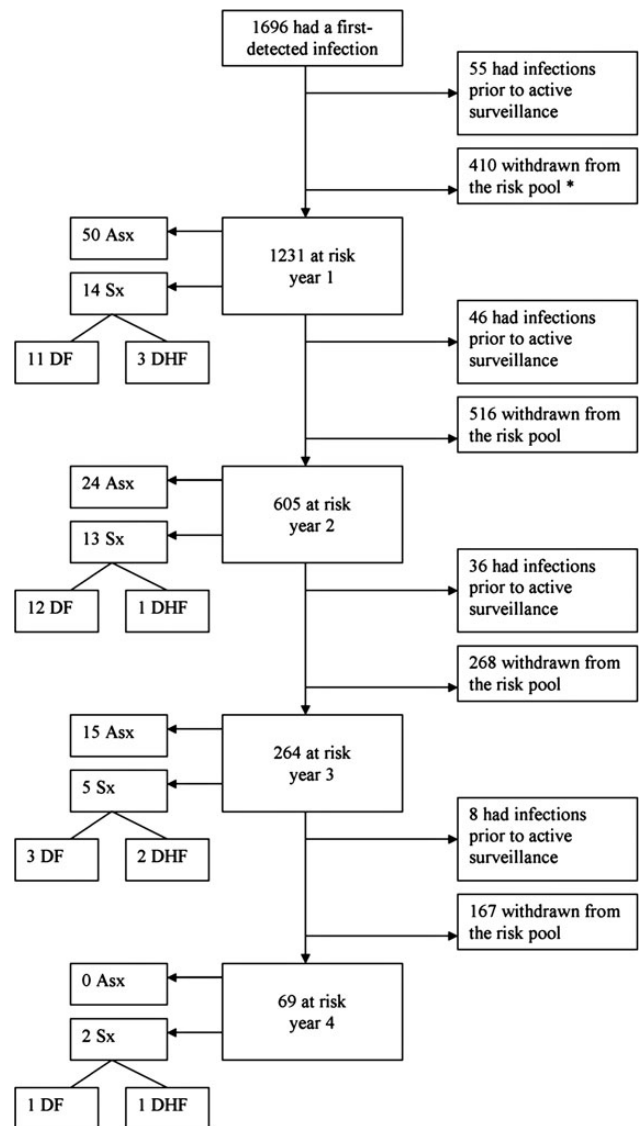 1696 had a first-
detected infection
55 had infections
prior to active
surveillance
410 withdrawn from
the risk pool *
50 Asx
1231 at risk
year 1
14 Sx
11 DF
3 DHF
46 had infections
prior to active
surveillance
516 withdrawn from
the risk pool
24 Asx
605 at risk
year 2
13 Sx
12 DF
1 DHF
36 had infections
prior to active
surveillance
268 withdrawn from
the risk pool
15 Asx
264 at risk
year 3
5 Sx
3 DF
2 DHF
8 had infections
prior to active
surveillance
167 withdrawn from
the risk pool
0 Asx
69 at risk
year 4
2 Sx
1 DF
1 DHF